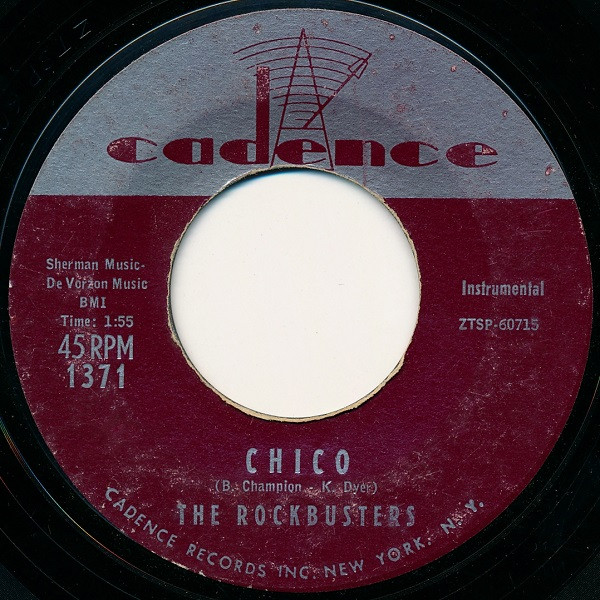 cadence
Sherman Music-
De Vorzon Music
BMI
Time: 1:55
45 RPM
1371
Instrumental
ZTSP-60715
CHICO
(B. Champion - K. Dyer)
THE ROCKBUSTERS
CADENCE RECORDS INC. NEW YORK, N. Y.